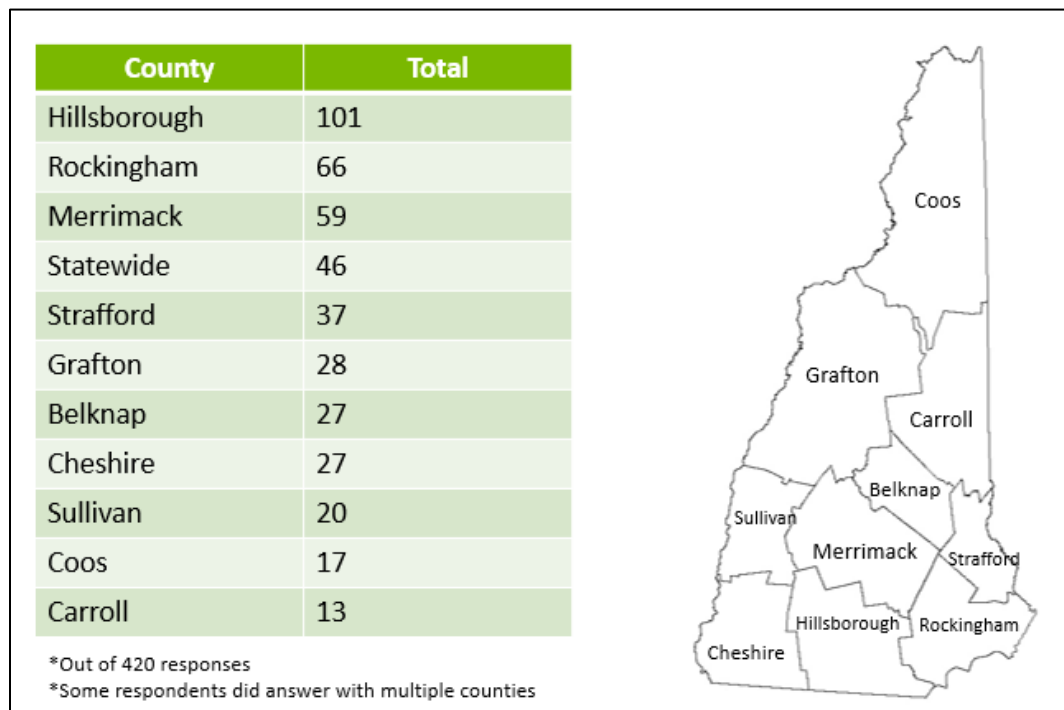 County Total
Hillsborough 101
Rockingham 66
Merrimack 59
Statewide 46
Strafford 37
Grafton 28
Belknap 27
Cheshire 27
Sullivan 20
Coos 17
Carroll 13
*Out of 420 responses
*Some respondents did answer with multiple counties
Coos
Grafton
Carroll
Belknap
Sullivan
Merrimack
Strafford
Hillsborough
Rockingham
Cheshire